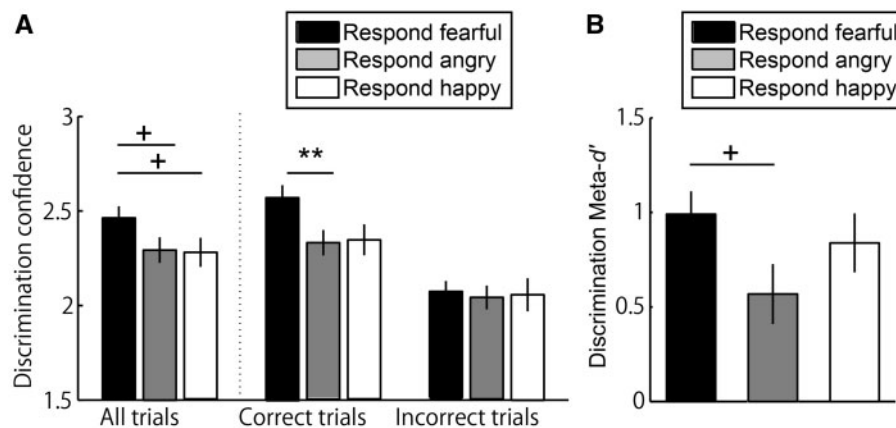 A
Respond fearful
Respond angry
Respond happy
Discrimination confidence
3
2.5
2
1.5
+
+
**
All trials
Correct trials
Incorrect trials
B
Respond fearful
Respond angry
Respond happy
Discrimination Meta-d′
1.5
1
0.5
0
+